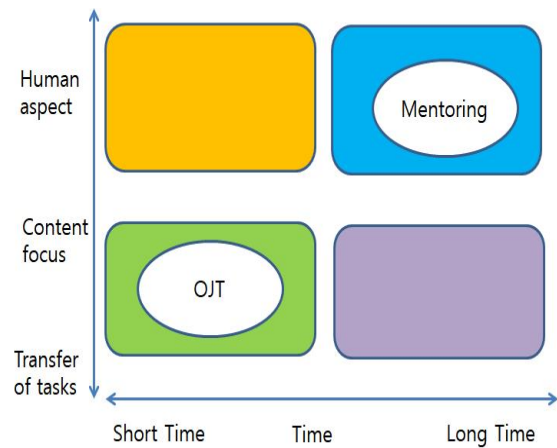 Human
aspect
Mentoring
Content
focus
OJT
Transfer
of tasks
Short Time
Time
Long Time